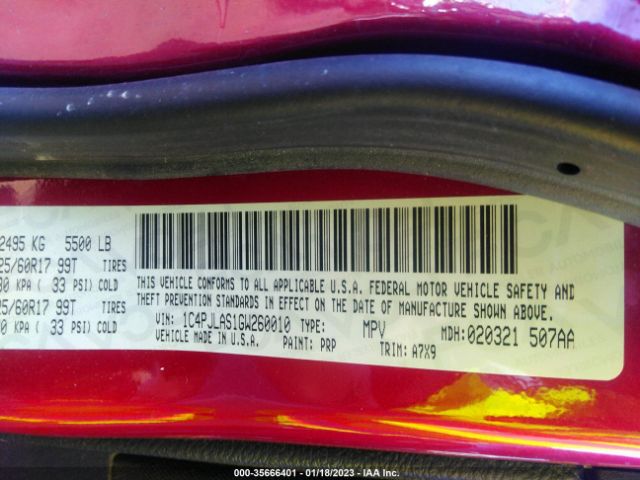 2495 KG 5500 LB
25/60R17 99T TIRES
30 KPA ( 33 PSI) COLD
25/60R17 99T TIRES
0 KPA ( 33 PSI) COLD
THIS VEHICLE CONFORMS TO ALL APPLICABLE U.S.A. FEDERAL MOTOR VEHICLE SAFETY AND
THEFT PREVENTION STANDARDS IN EFFECT ON THE DATE OF MANUFACTURE SHOWN ABOVE.
VIN: 1C4PJLAS1GW260010 TYPE: MPV MDH:020321 507AA
VEHICLE MADE IN U.S.A. PAINT: PRP TRIM: A7X9
000-35666401 - 01/18/2023 - IAA Inc.